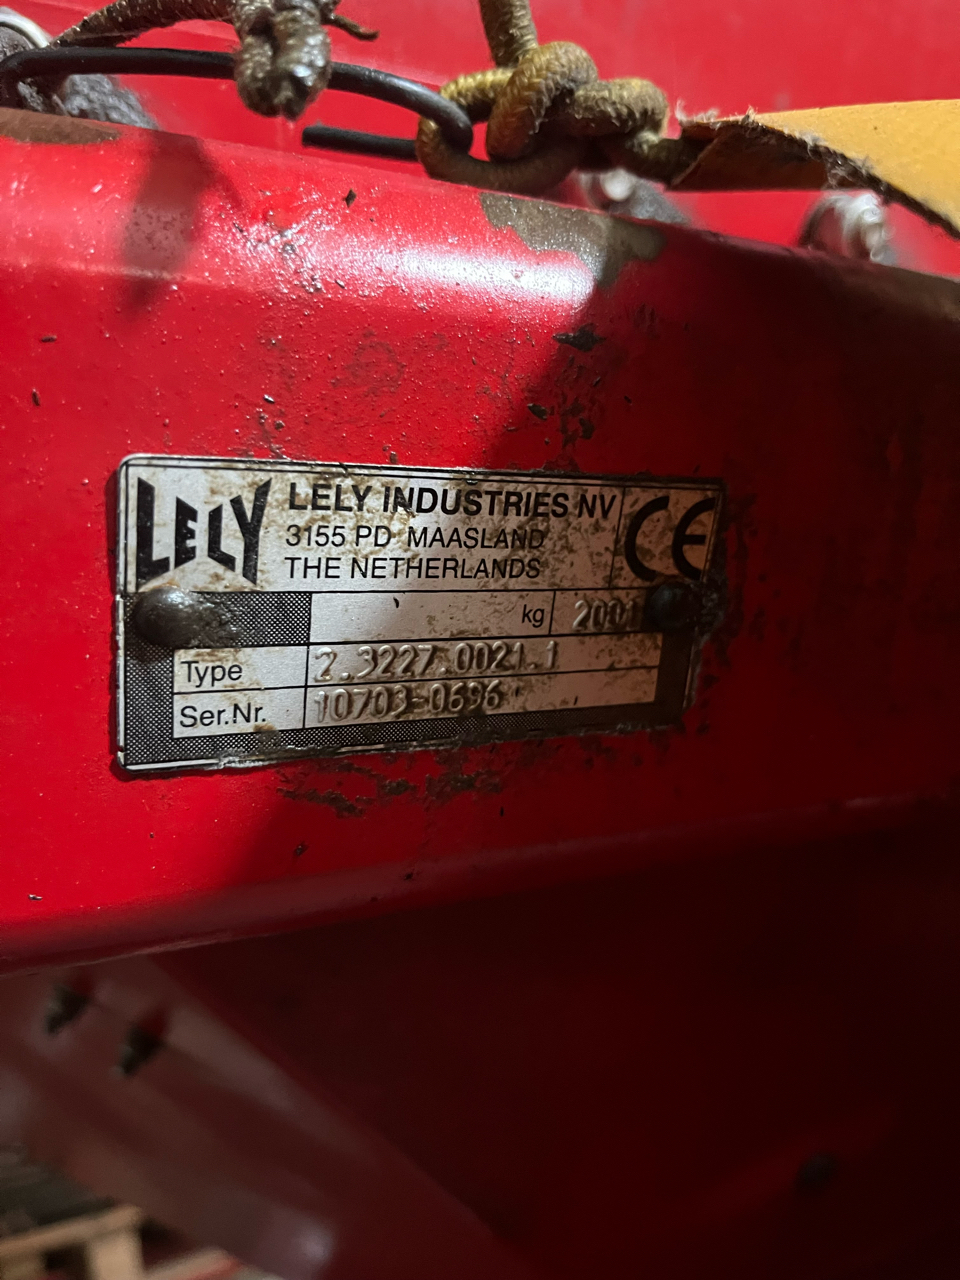 LELY
LELY INDUSTRIES NV
3155 PD MAASLAND
THE NETHERLANDS
CE
kg 2001
Type 2.3227.0021.1
Ser.Nr. 10703-0696